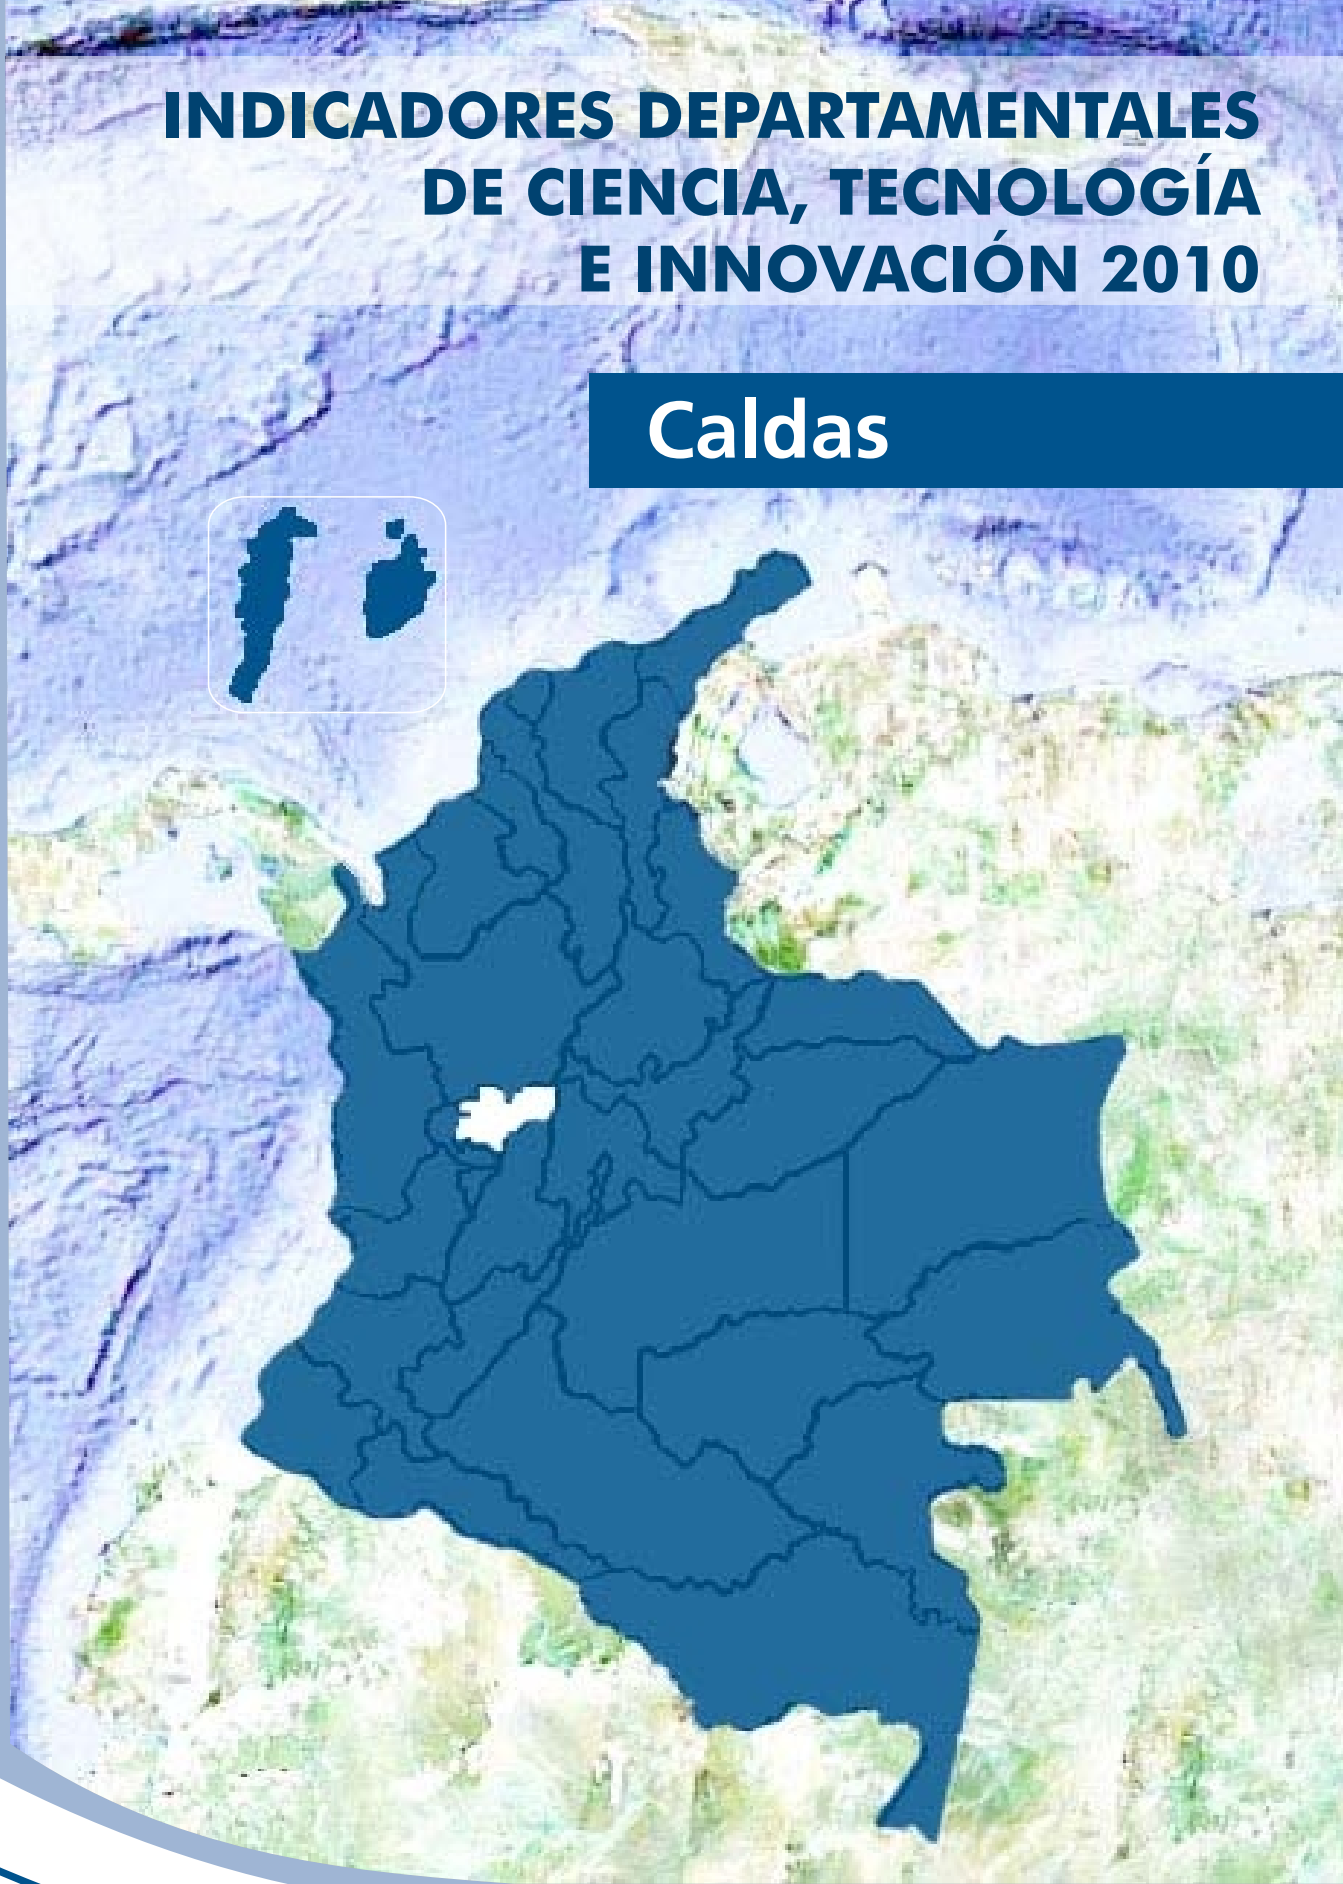 INDICADORES DEPARTAMENTALES
DE CIENCIA, TECNOLOGÍA
E INNOVACIÓN 2010
Caldas